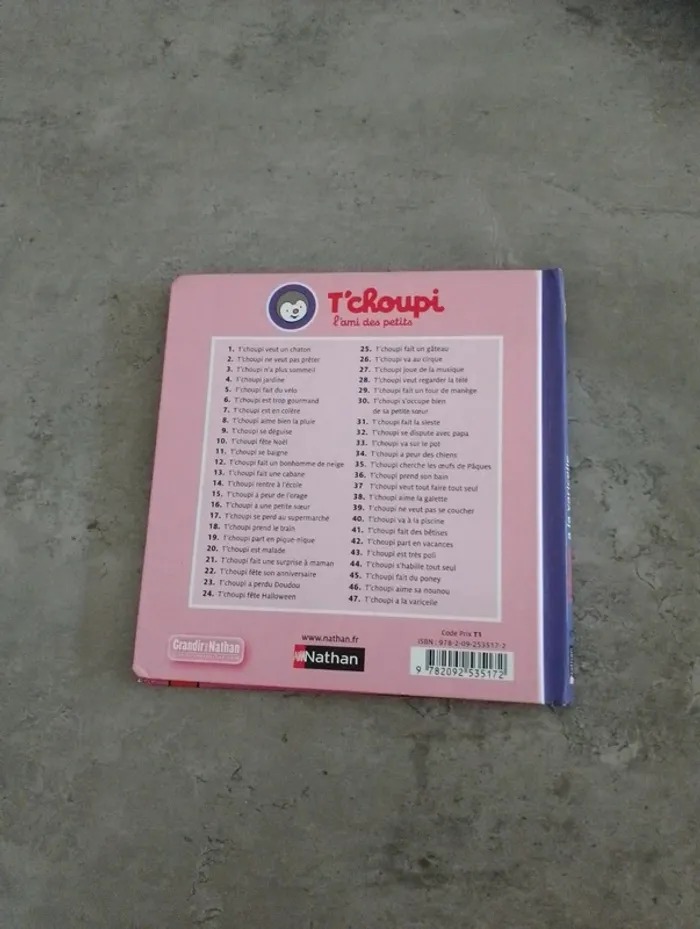 T'choupi
l'ami des petits
1. T'choupi veut un chaton
2. T'choupi ne veut pas prêter
3. T'choupi n'a plus sommeil
4. T'choupi jardine
5. T'choupi fait du vélo
6. T'choupi est trop gourmand
7. T'choupi est en colère
8. T'choupi aime bien la pluie
9. T'choupi se déguise
10. T'choupi fête Noël
11. T'choupi se baigne
12. T'choupi fait un bonhomme de neige
13. T'choupi fait une cabane
14. T'choupi rentre à l'école
15. T'choupi a peur de l'orage
16. T'choupi a une petite sœur
17. T'choupi se perd au supermarché
18. T'choupi prend le train
19. T'choupi part en pique-nique
20. T'choupi est malade
21. T'choupi fait une surprise à maman
22. T'choupi fête son anniversaire
23. T'choupi a perdu Doudou
24. T'choupi fête Halloween
25. T'choupi fait un gâteau
26. T'choupi va au cirque
27. T'choupi joue de la musique
28. T'choupi veut regarder la télé
29. T'choupi fait un tour de manège
30. T'choupi s'occupe bien
de sa petite sœur
31. T'choupi fait la sieste
32. T'choupi se dispute avec papa
33. T'choupi va sur le pot
34. T'choupi a peur des chiens
35. T'choupi cherche les œufs de Pâques
36. T'choupi prend son bain
37 T'choupi veut tout faire tout seul
38. T'choupi aime la galette
39. T'choupi ne veut pas se coucher
40. T'choupi va à la piscine
41. T'choupi fait des bêtises
42. T'choupi part en vacances
43. T'choupi est très poli
44. T'choupi s'habille tout seul
45. T'choupi fait du poney
46. T'choupi aime sa nounou
47. T'choupi a la varicelle
Grandir Nathan
www.nathan.fr
Nathan
Code Prix T1
ISBN : 978-2-09-253517-2
9 782092 535172
a la varicelle